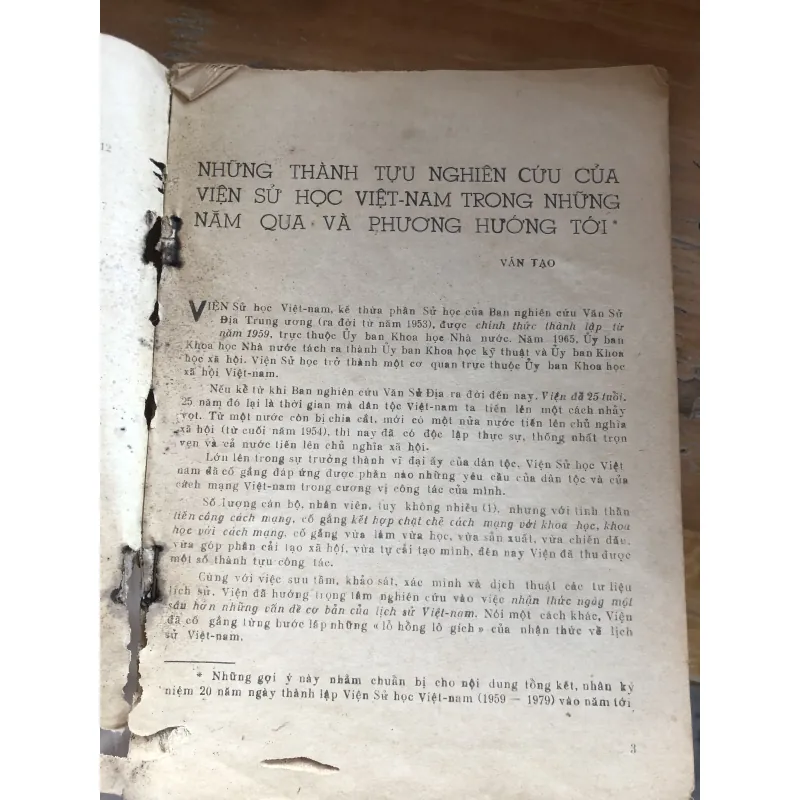 12
NHỮNG THÀNH TỰU NGHIÊN CỨU CỦA
VIỆN SỬ HỌC VIỆT-NAM TRONG NHỮNG
NĂM QUA VÀ PHƯƠNG HƯỚNG TỚI *
VĂN TẠO
VIỆN Sử học Việt-nam, kế thừa phân Sử học của Ban nghiên cứu Văn Sử
Địa Trung ương (ra đời từ năm 1953), được chính thức thành lập từ
năm 1959, trực thuộc Ủy ban Khoa học Nhà nước. Năm 1965, Ủy ban
Khoa học Nhà nước tách ra thành Ủy ban Khoa học kỹ thuật và Ủy ban Khoa
học xã hội. Viện Sử học trở thành một cơ quan trực thuộc Ủy ban Khoa học
xã hội Việt-nam.
Nếu kể từ khi Ban nghiên cứu Văn Sử Địa ra đời đến nay, Viện đã 25 tuổi.
25 năm đó lại là thời gian mà dân tộc Việt-nam ta tiến lên một cách nhảy
vọt. Từ một nước còn bị chia cắt, mới có một nửa nước tiến lên chủ nghĩa
xã hội (từ cuối năm 1954), thì nay đã có độc lập thực sự, thống nhất trọn
vẹn và cả nước tiến lên chủ nghĩa xã hội.
Lớn lên trong sự trưởng thành vĩ đại ấy của dân tộc, Viện Sử học Việt
nam đã cố gắng đáp ứng được phần nào những yêu cầu của dân tộc và của
cách mạng Việt-nam trong cương vị công tác của mình.
Số lượng cán bộ, nhân viên, tuy không nhiều (1), nhưng với tinh thần
tiến công cách mạng, cố gắng kết hợp chặt chẽ cách mạng với khoa học, khoa
học với cách mạng, cố gắng vừa làm vừa học, vừa sản xuất, vừa chiến đấu,
vừa góp phần cải tạo xã hội, vừa tự cải tạo mình, đến nay Viện đã thu được
một số thành tựu công tác.
Cùng với việc sưu tầm, khảo sát, xác minh và dịch thuật các tư liệu
lịch sử, Viện đã hướng trọng tâm nghiên cứu vào việc nhận thức ngày một
sâu hơn những vấn đề cơ bản của lịch sử Việt-nam. Nói một cách khác, Viện
đã cố gắng từng bước lấp những « lỗ hổng lô gích » của nhận thức về lịch
sử Việt-nam.
* Những gợi ý này nhằm chuẩn bị cho nội dung tổng kết, nhân kỷ
niệm 20 năm ngày thành lập Viện Sử học Việt-nam (1959 — 1979) vào năm tới
3